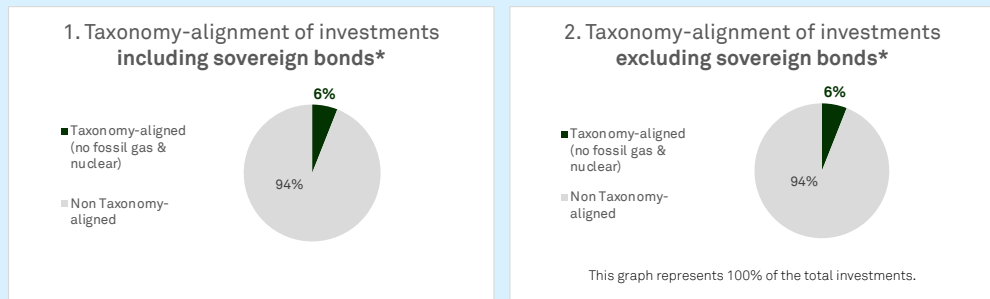 1. Taxonomy-alignment of investments
including sovereign bonds*
6%
Taxonomy-aligned
(no fossil gas &
nuclear)
94%
Non Taxonomy-
aligned
2. Taxonomy-alignment of investments
excluding sovereign bonds*
6%
Taxonomy-aligned
(no fossil gas &
nuclear)
94%
Non Taxonomy-
aligned
This graph represents 100% of the total investments.